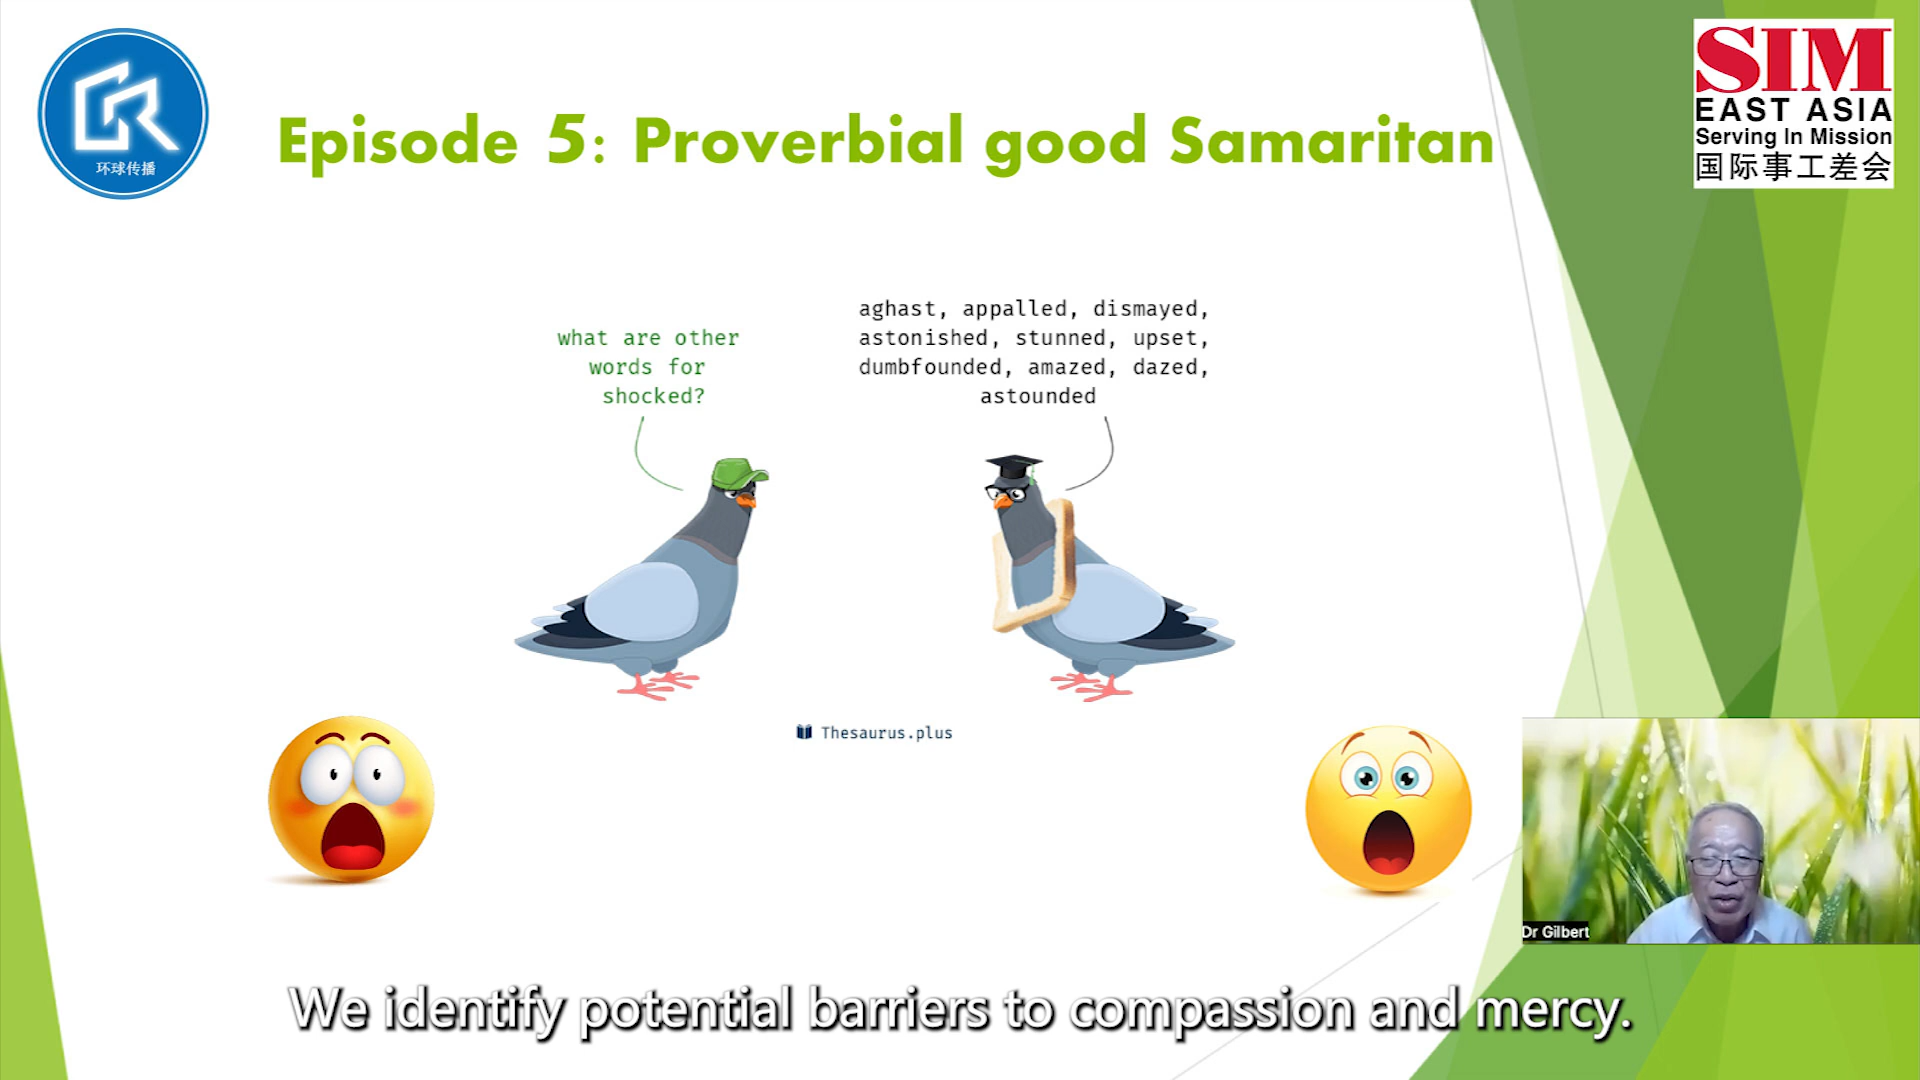 环球传播
SIM
EAST ASIA
Serving In Mission
国际事工差会
Episode 5: Proverbial good Samaritan
what are other
words for
shocked?
aghast, appalled, dismayed,
astonished, stunned, upset,
dumbfounded, amazed, dazed,
astounded
Thesaurus.plus
Dr Gilbert
We identify potential barriers to compassion and mercy.